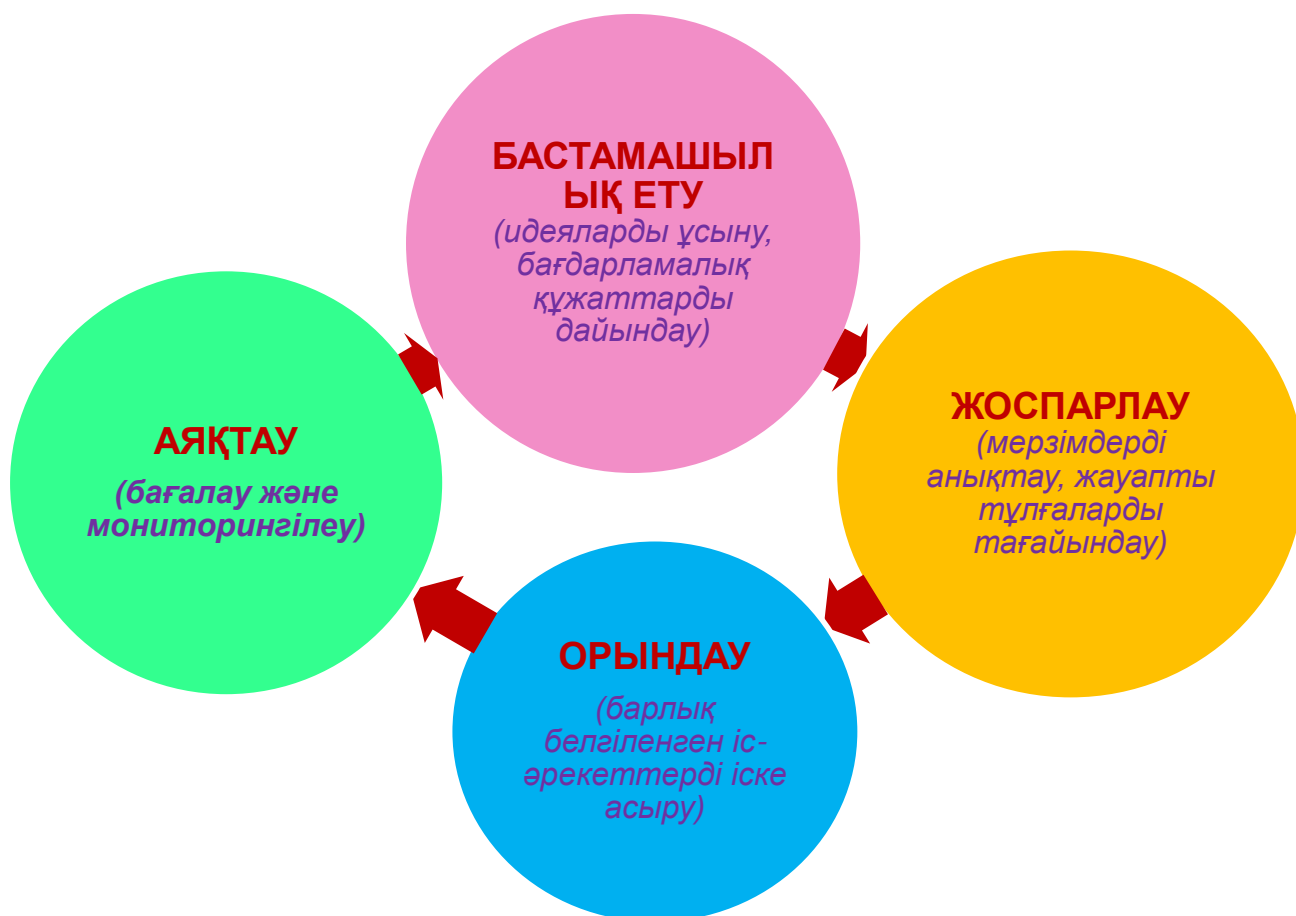 БАСТАМАШЫЛ
ЫҚ ЕТУ
(идеяларды ұсыну,
бағдарламалық
құжаттарды
дайындау)
ЖОСПАРЛАУ
(мерзімдерді
анықтау, жауапты
тұлғаларды
тағайындау)
ОРЫНДАУ
(барлық
белгіленген іс-
әрекеттерді іске
асыру)
АЯҚТАУ
(бағалау және
мониторингілеу)